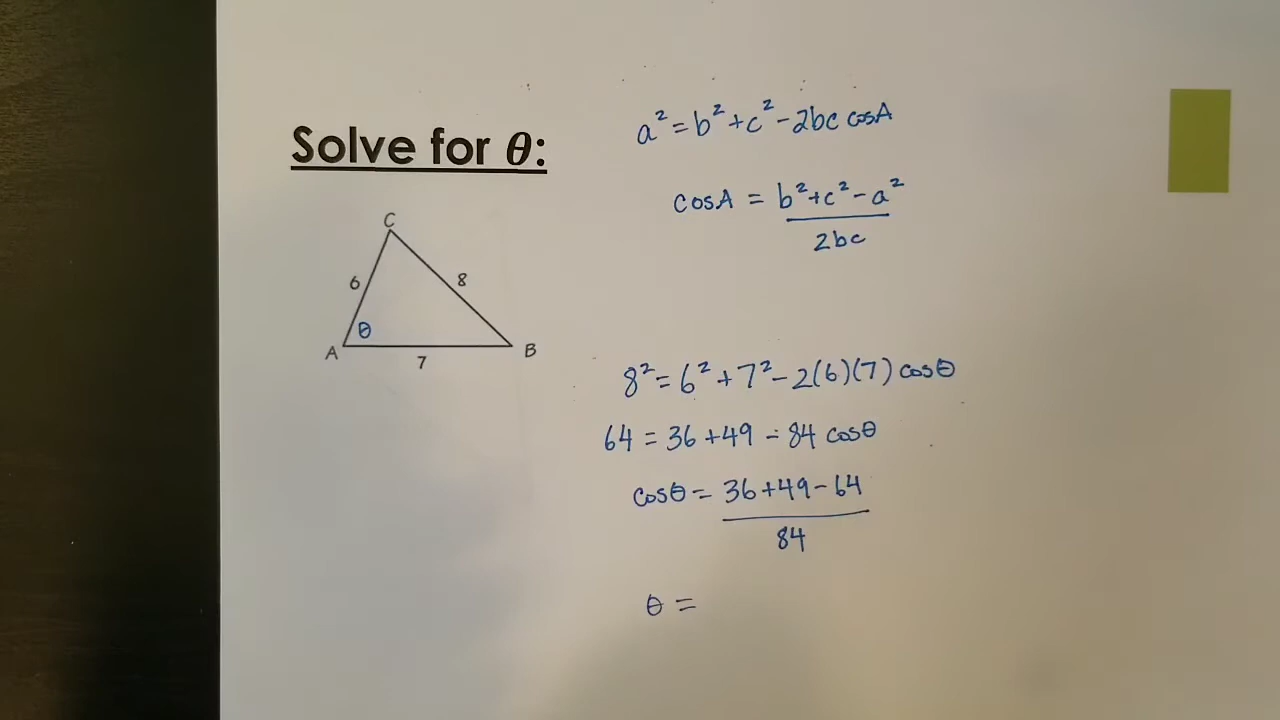 a² = b² + c² - 2bc cosA
Solve for θ:
cosA = b² + c² - a²
2bc
C
6
8
θ
A
B
7
8² = 6² + 7² - 2(6)(7) cosθ
64 = 36 + 49 - 84 cosθ
cosθ = 36 + 49 - 64
84
θ =